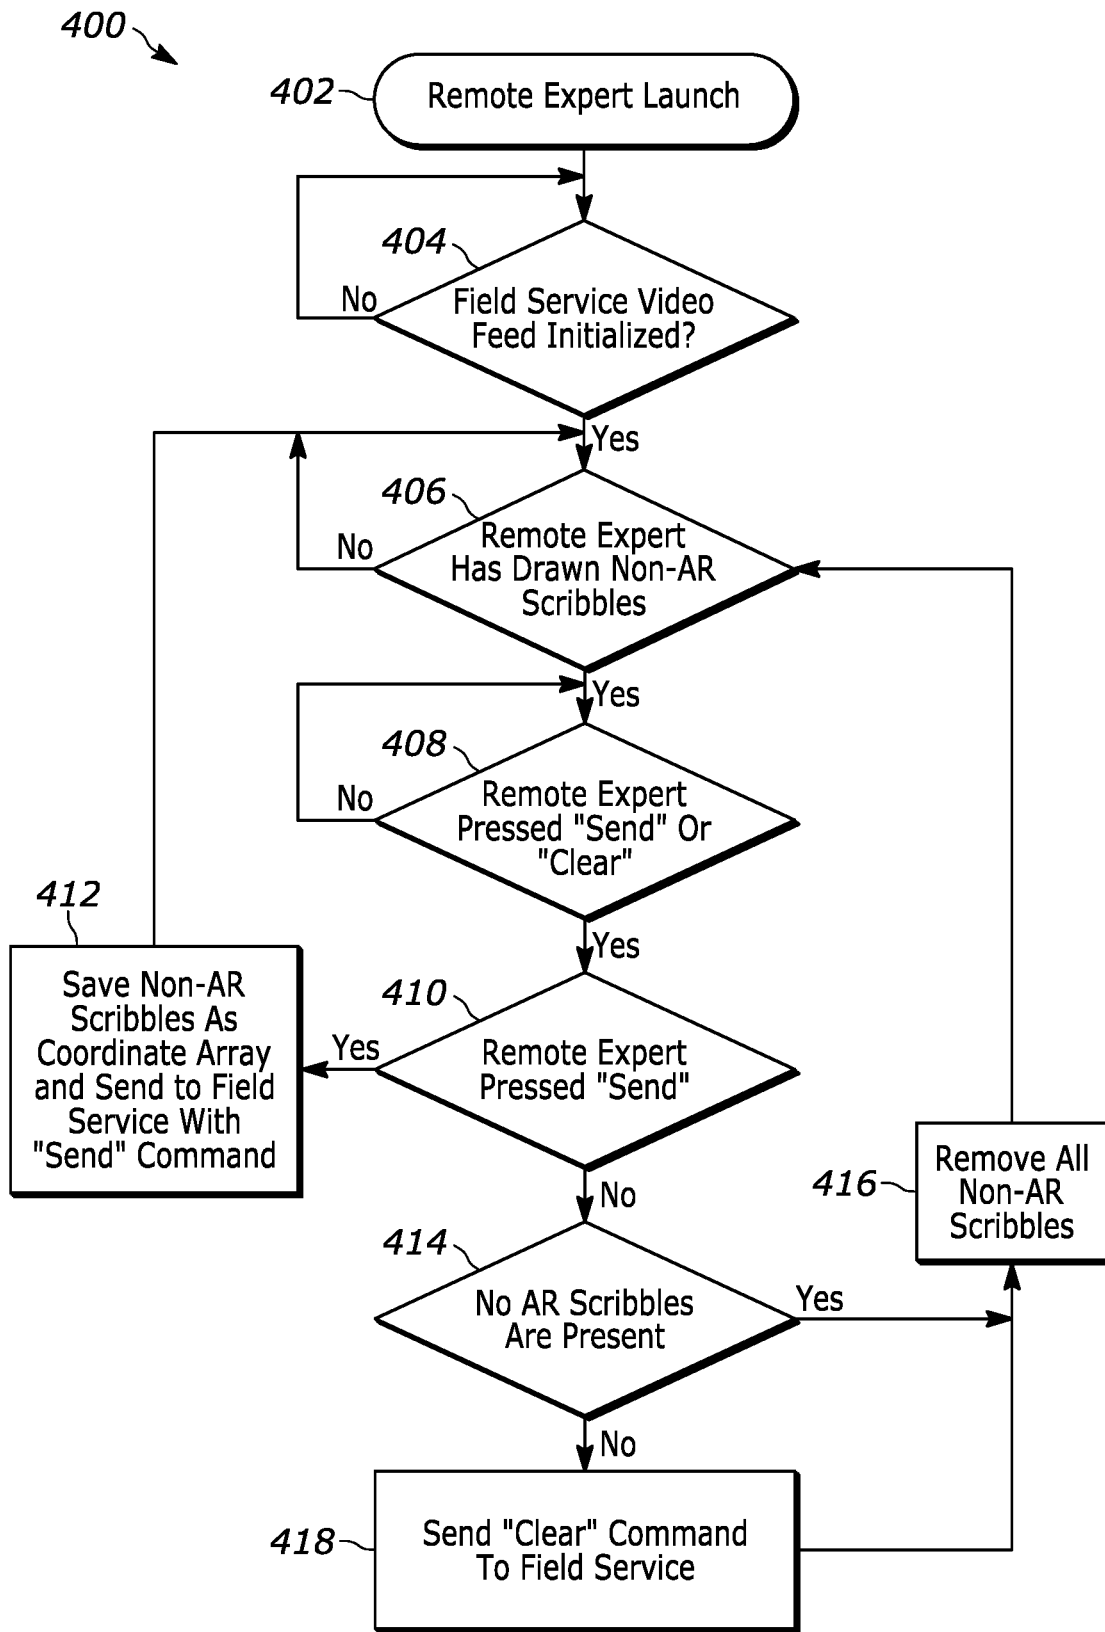 400
402
Remote Expert Launch
404
No
Field Service Video
Feed Initialized?
Yes
406
No
Remote Expert
Has Drawn Non-AR
Scribbles
Yes
408
No
Remote Expert
Pressed "Send" Or
"Clear"
Yes
412
Save Non-AR
Scribbles As
Coordinate Array
and Send to Field
Service With
"Send" Command
410
Yes
Remote Expert
Pressed "Send"
No
416
Remove All
Non-AR
Scribbles
414
No AR Scribbles
Are Present
Yes
No
418
Send "Clear" Command
To Field Service